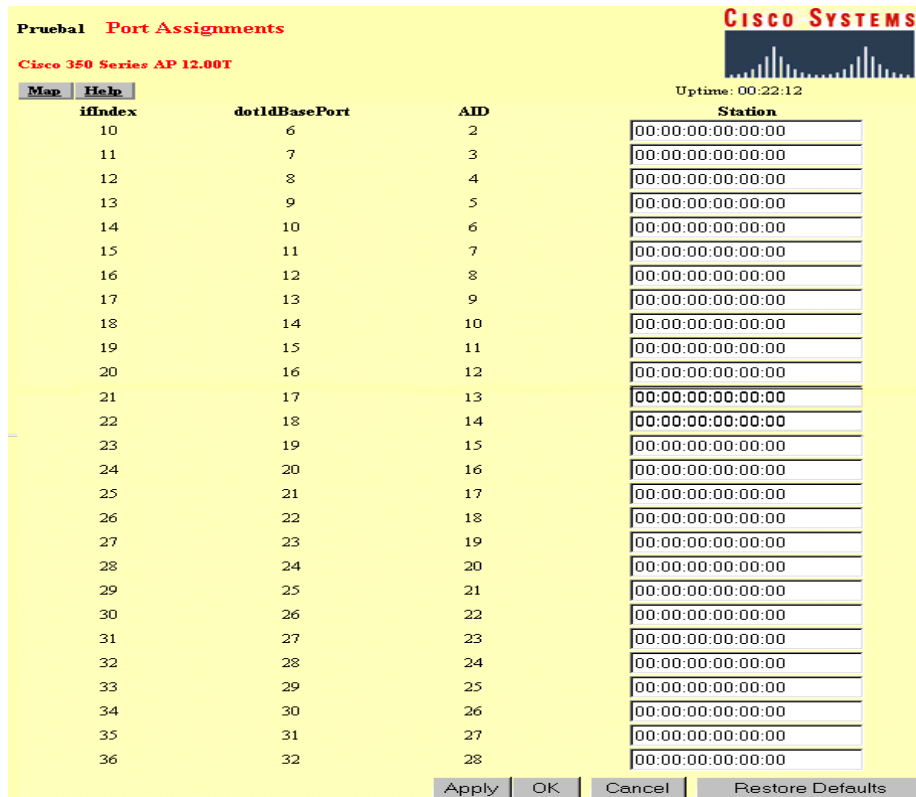 Prueba1 Port Assignments
CISCO SYSTEMS
Cisco 350 Series AP 12.00T
Map Help
Uptime: 00:22:12
ifIndex dot1dBasePort AID Station
10 6 2 00:00:00:00:00:00
11 7 3 00:00:00:00:00:00
12 8 4 00:00:00:00:00:00
13 9 5 00:00:00:00:00:00
14 10 6 00:00:00:00:00:00
15 11 7 00:00:00:00:00:00
16 12 8 00:00:00:00:00:00
17 13 9 00:00:00:00:00:00
18 14 10 00:00:00:00:00:00
19 15 11 00:00:00:00:00:00
20 16 12 00:00:00:00:00:00
21 17 13 00:00:00:00:00:00
22 18 14 00:00:00:00:00:00
23 19 15 00:00:00:00:00:00
24 20 16 00:00:00:00:00:00
25 21 17 00:00:00:00:00:00
26 22 18 00:00:00:00:00:00
27 23 19 00:00:00:00:00:00
28 24 20 00:00:00:00:00:00
29 25 21 00:00:00:00:00:00
30 26 22 00:00:00:00:00:00
31 27 23 00:00:00:00:00:00
32 28 24 00:00:00:00:00:00
33 29 25 00:00:00:00:00:00
34 30 26 00:00:00:00:00:00
35 31 27 00:00:00:00:00:00
36 32 28 00:00:00:00:00:00
Apply OK Cancel Restore Defaults